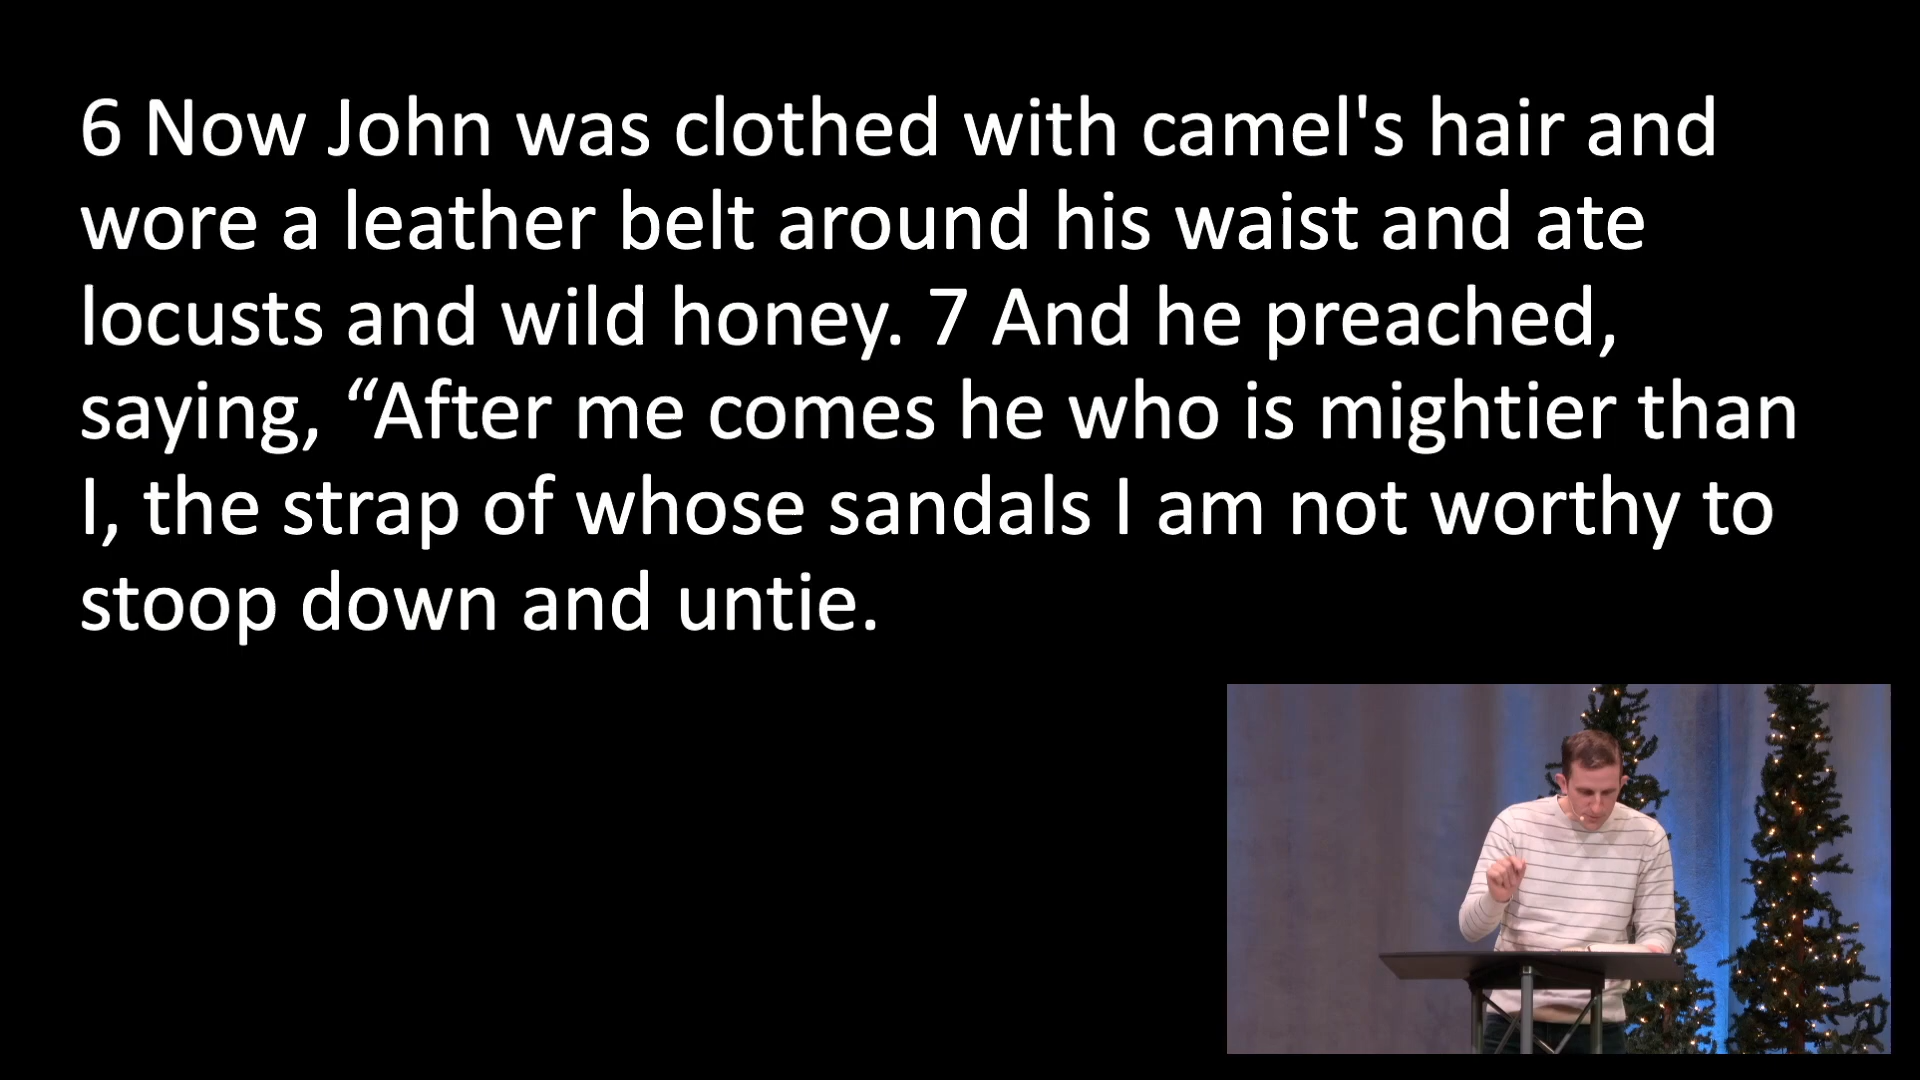 6 Now John was clothed with camel's hair and
wore a leather belt around his waist and ate
locusts and wild honey. 7 And he preached,
saying, “After me comes he who is mightier than
I, the strap of whose sandals I am not worthy to
stoop down and untie.